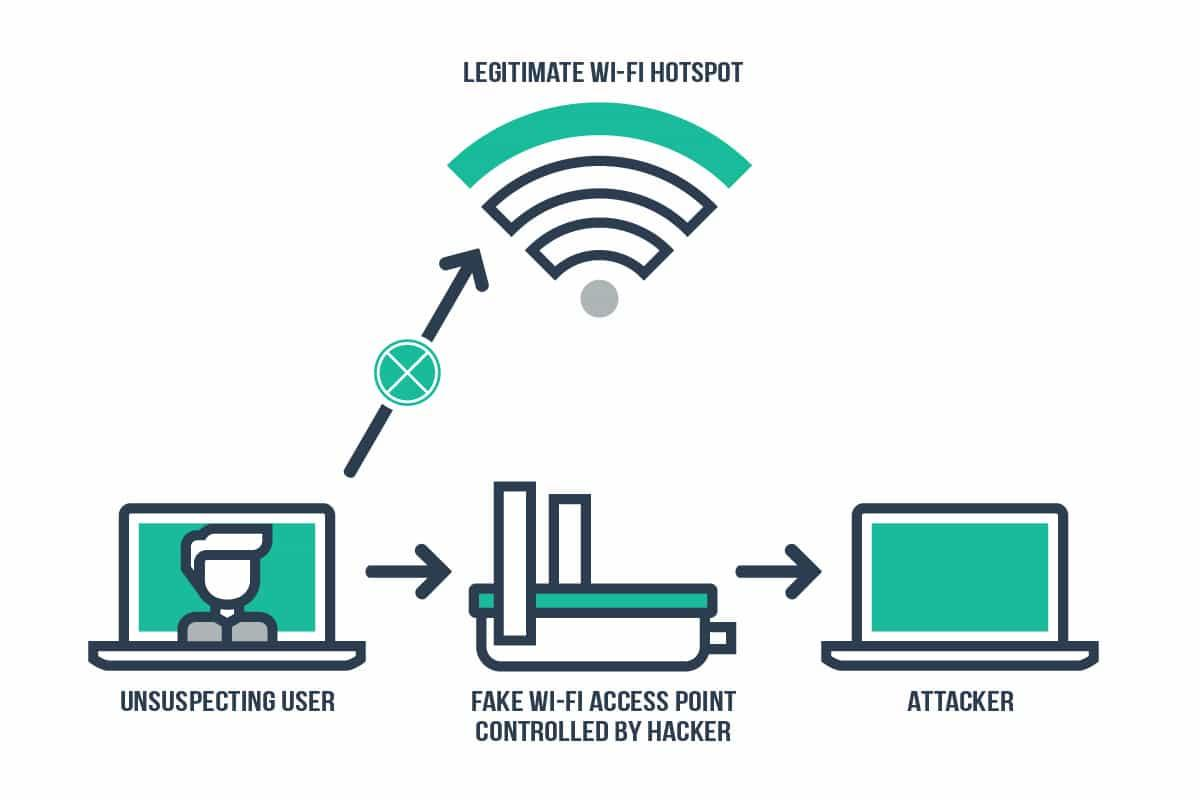 LEGITIMATE WI-FI HOTSPOT
UNSUSPECTING USER
FAKE WI-FI ACCESS POINT
CONTROLLED BY HACKER
ATTACKER